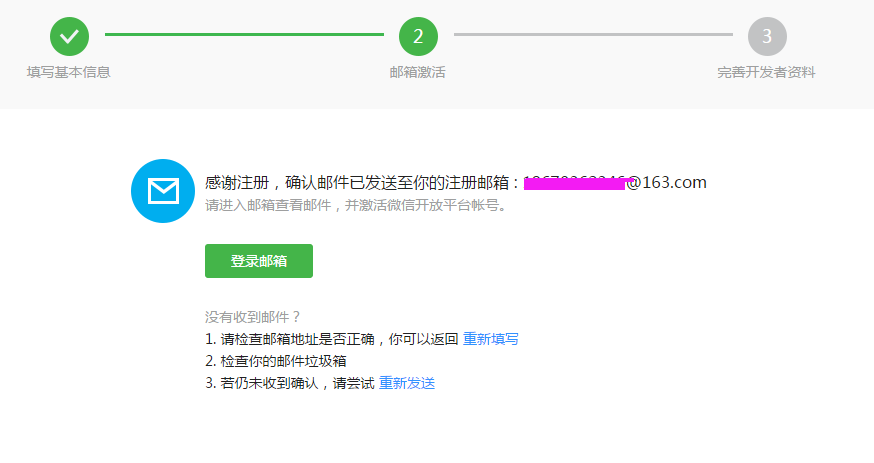 2
3
填写基本信息
邮箱激活
完善开发者资料
感谢注册，确认邮件已发送至你的注册邮箱：@163.com
请进入邮箱查看邮件，并激活微信开放平台帐号。
登录邮箱
没有收到邮件？
1. 请检查邮箱地址是否正确，你可以返回 重新填写
2. 检查你的邮件垃圾箱
3. 若仍未收到确认，请尝试 重新发送